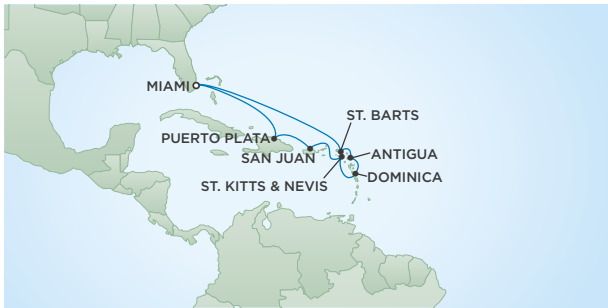 MIAMI
ST. BARTS
PUERTO PLATA
SAN JUAN
ANTIGUA
DOMINICA
ST. KITTS & NEVIS